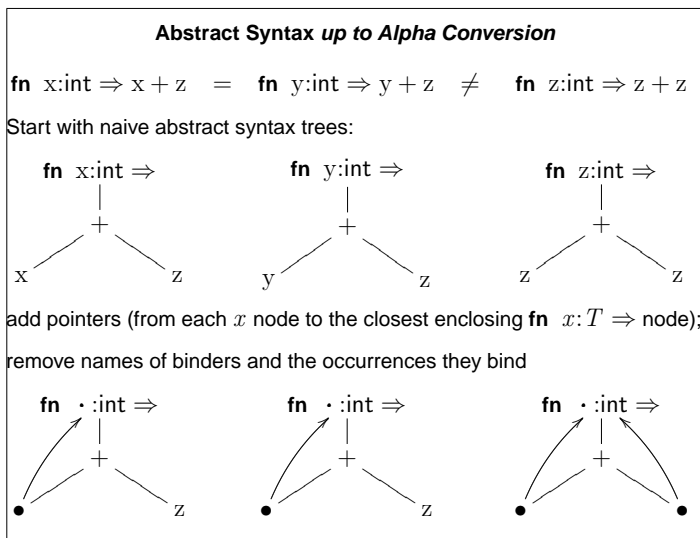 Abstract Syntax up to Alpha Conversion
fn x:int ⇒ x + z = fn y:int ⇒ y + z ≠ fn z:int ⇒ z + z
Start with naive abstract syntax trees:
fn x:int ⇒ fn y:int ⇒ fn z:int ⇒
+ + +
x z y z z z
add pointers (from each x node to the closest enclosing fn x:T ⇒ node);
remove names of binders and the occurrences they bind
fn · :int ⇒ fn · :int ⇒ fn · :int ⇒
+ + +
• z • z • •